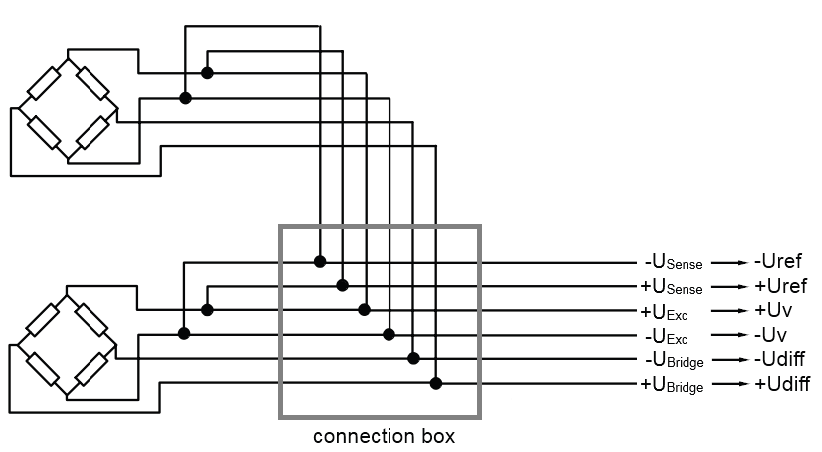 -USense -Uref
+USense +Uref
+UExc +Uv
-UExc -Uv
-UBridge -Udiff
+UBridge +Udiff
connection box